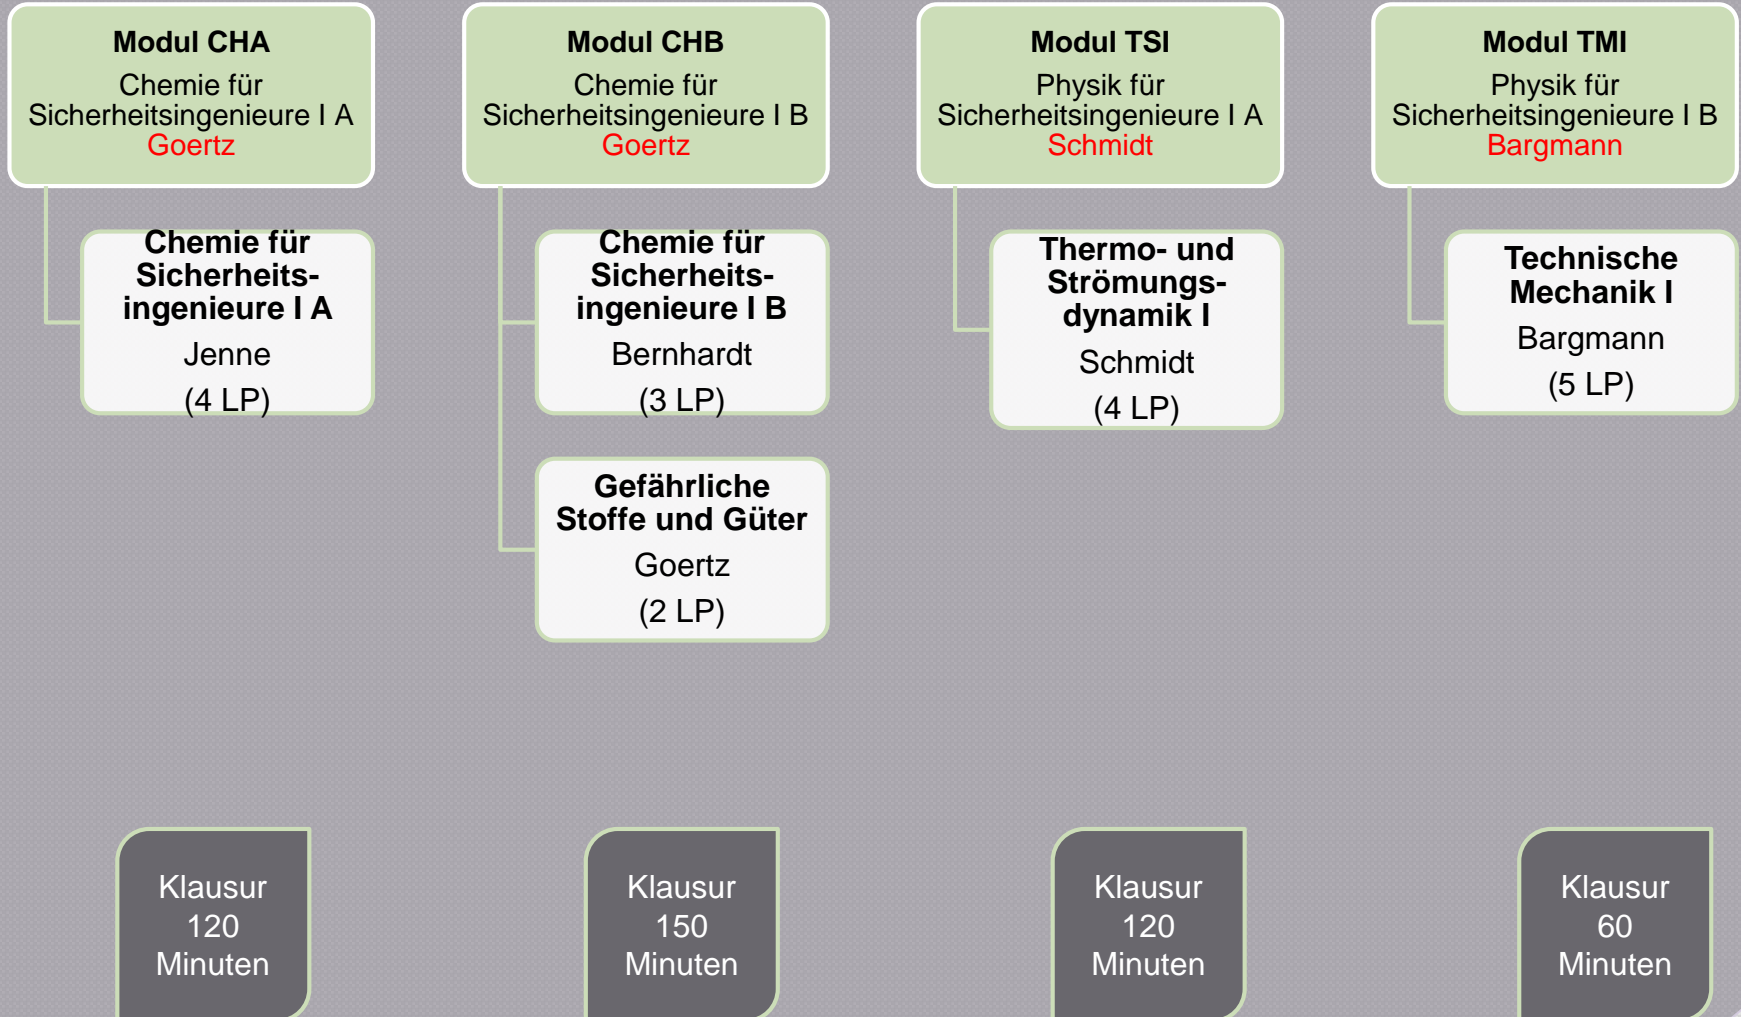 Modul CHA
Chemie für
Sicherheitsingenieure I A
Goertz
Chemie für
Sicherheits-
ingenieure I A
Jenne
(4 LP)
Modul CHB
Chemie für
Sicherheitsingenieure I B
Goertz
Chemie für
Sicherheits-
ingenieure I B
Bernhardt
(3 LP)
Gefährliche
Stoffe und Güter
Goertz
(2 LP)
Modul TSI
Physik für
Sicherheitsingenieure I A
Schmidt
Thermo- und
Strömungs-
dynamik I
Schmidt
(4 LP)
Modul TMI
Physik für
Sicherheitsingenieure I B
Bargmann
Technische
Mechanik I
Bargmann
(5 LP)
Klausur
120
Minuten
Klausur
150
Minuten
Klausur
120
Minuten
Klausur
60
Minuten